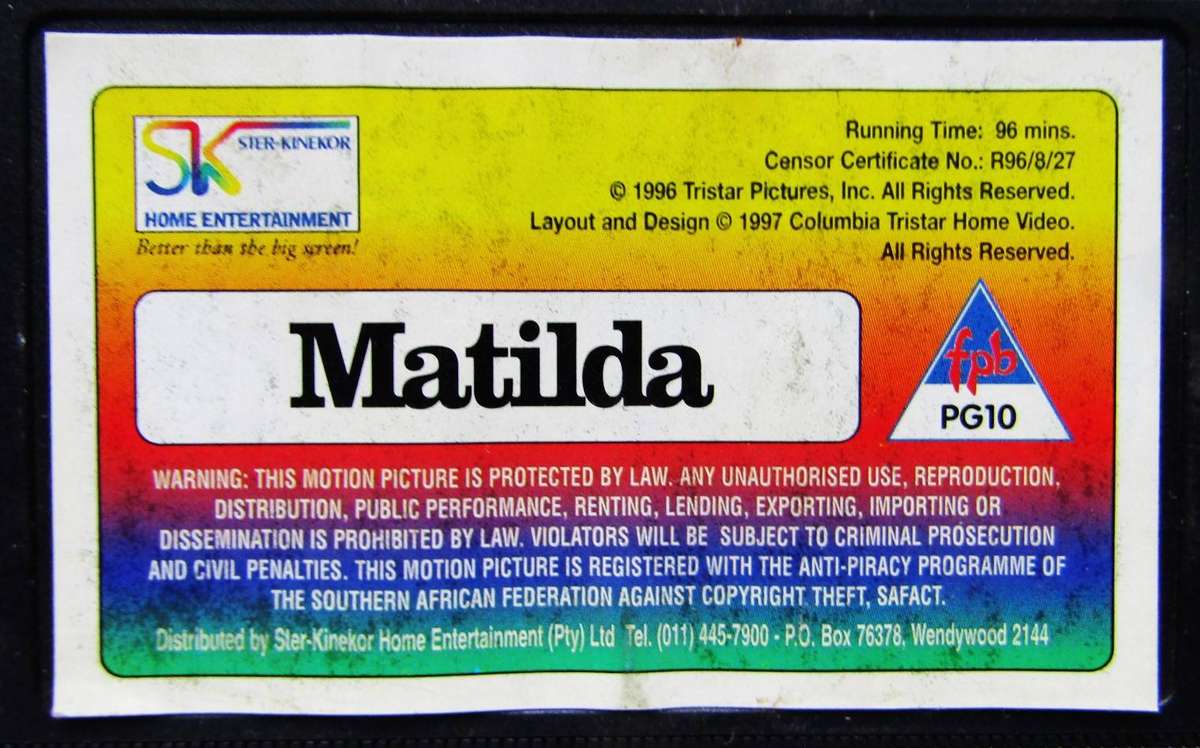 SK STER-KINEKOR
HOME ENTERTAINMENT
Better than the big screen!
Running Time: 96 mins.
Censor Certificate No.: R96/8/27
© 1996 Tristar Pictures, Inc. All Rights Reserved.
Layout and Design © 1997 Columbia Tristar Home Video.
All Rights Reserved.
Matilda
fpb
PG10
WARNING: THIS MOTION PICTURE IS PROTECTED BY LAW. ANY UNAUTHORISED USE, REPRODUCTION,
DISTRIBUTION, PUBLIC PERFORMANCE, RENTING, LENDING, EXPORTING, IMPORTING OR
DISSEMINATION IS PROHIBITED BY LAW. VIOLATORS WILL BE SUBJECT TO CRIMINAL PROSECUTION
AND CIVIL PENALTIES. THIS MOTION PICTURE IS REGISTERED WITH THE ANTI-PIRACY PROGRAMME OF
THE SOUTHERN AFRICAN FEDERATION AGAINST COPYRIGHT THEFT, SAFACT.
Distributed by Ster-Kinekor Home Entertainment (Pty) Ltd Tel. (011) 445-7900 - P.O. Box 76378, Wendywood 2144